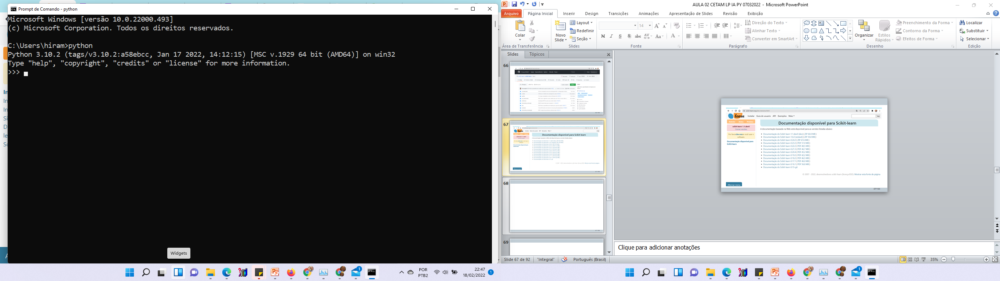 Prompt de Comando - python
Microsoft Windows [versão 10.0.22000.493]
(c) Microsoft Corporation. Todos os direitos reservados.
C:\Users\hiram>python
Python 3.10.2 (tags/v3.10.2:a58ebcc, Jan 17 2022, 14:12:15) [MSC v.1929 64 bit (AMD64)] on win32
Type "help", "copyright", "credits" or "license" for more information.
>>>
Widgets
POR
PTB2
22:47
18/02/2022
1
AULA 02 CETAM LP IA PY 07032022 - Microsoft PowerPoint
Arquivo Página Inicial Inserir Design Transições Animações Apresentação de Slides Revisão Exibição
Colar
Área de Transferência
Novo
Slide
Layout
Redefinir
Seção
Slides
14
N I S S abc AV Aa A
Fonte
Direção do Texto
Alinhar Texto
Converter em SmartArt
Parágrafo
Organizar
Estilos
Rápidos
Preenchimento da Forma
Contorno da Forma
Efeitos de Forma
Desenho
Localizar
Substituir
Selecionar
Edição
Slides Tópicos
66
67
Documentação disponível para Scikit-learn
68
69
learn Instalar Guia de usuario API Exemplos Mais
scikit-learn 1.1.dev0
Outras versões
Por favor cite-nos se você usar o
software.
Documentação disponível para
Scikit-learn
Documentação disponível para Scikit-learn
A documentação baseada na Web está disponível para as versões listadas abaixo:
Documentação do Scikit-learn 1.1.dev0 (dev) ( ZIP 60.0 MB )
Documentação do Scikit-learn 1.0.2 (estável) ( ZIP 59,4 MB )
Documentação do Scikit-learn 0.24.2 ( ZIP 67.6 MB )
Documentação do Scikit-learn 0.23.2 [ PDF 51.0 MB ]
Documentação do Scikit-learn 0.22.2 [ PDF 48,5 MB ]
Documentação do Scikit-learn 0.21.3 [ PDF 46,7 MB ]
Documentação do Scikit-learn 0.20.4 [ PDF 45,2 MB ]
Documentação do Scikit-learn 0.19.2 [ PDF 42,2 MB ]
Documentação do Scikit-learn 0.18.2 [ PDF 46,5 MB ]
Documentação do Scikit-learn 0.17.1 [ PDF 46.0 MB ]
Documentação do Scikit-learn 0.16.1 [ PDF 56,8 MB ]
Documentação do Scikit-learn 0.15-git
© 2007 - 2022, desenvolvedores scikit-learn (licença BSD). Mostrar esta fonte de página
Alternar menu
Clique para adicionar anotações
Slide 67 de 92 "Integral" Português (Brasil) 35%